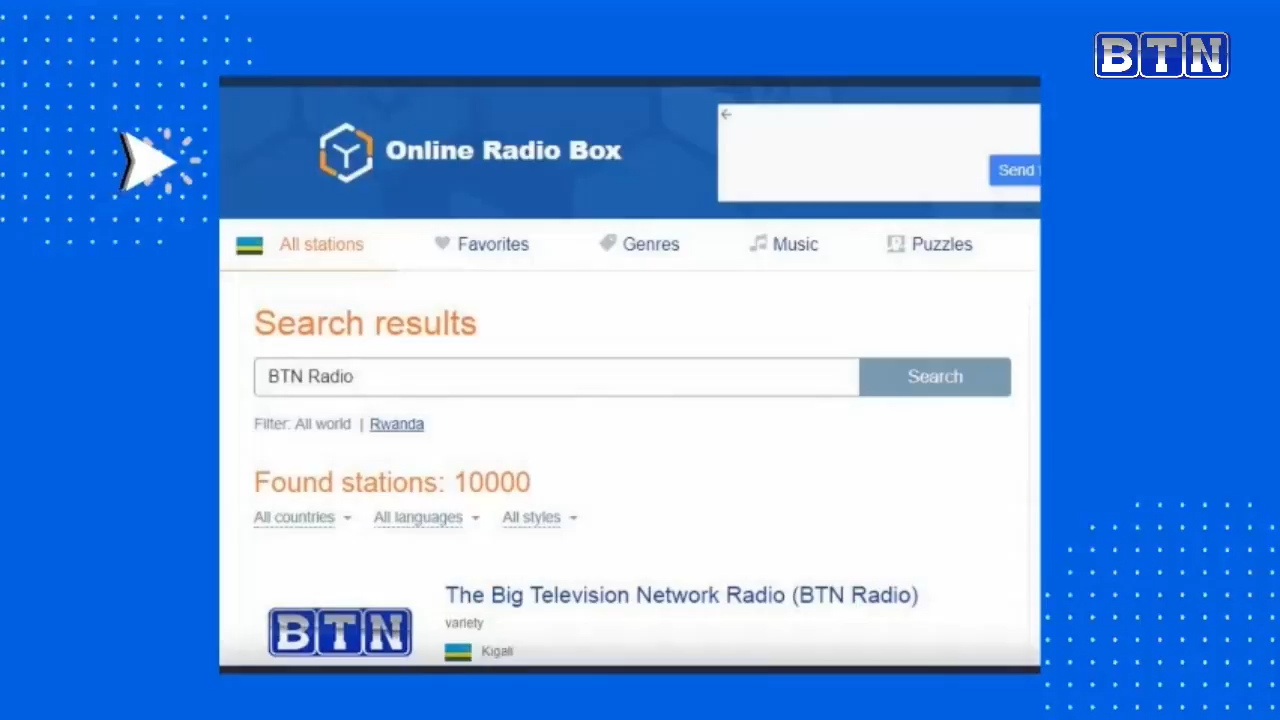 BTN
Online Radio Box
Send
All stations
Favorites
Genres
Music
Puzzles
Search results
BTN Radio
Search
Filter: All world | Rwanda
Found stations: 10000
All countries
All languages
All styles
The Big Television Network Radio (BTN Radio)
variety
BTN
Kigali